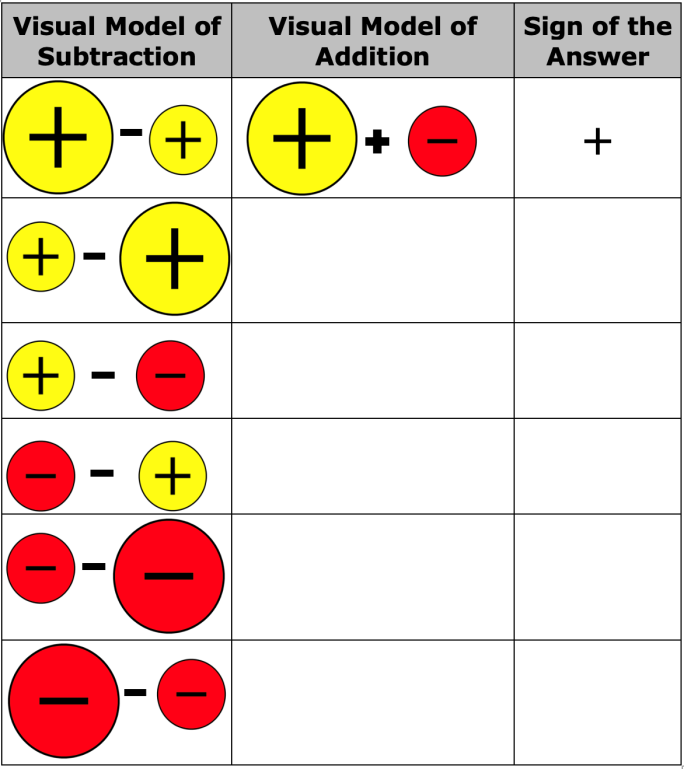 Visual Model of Subtraction
Visual Model of Addition
Sign of the Answer
+ - +
+ + -
+
+ - +
+ - -
- - +
- - -
- - -